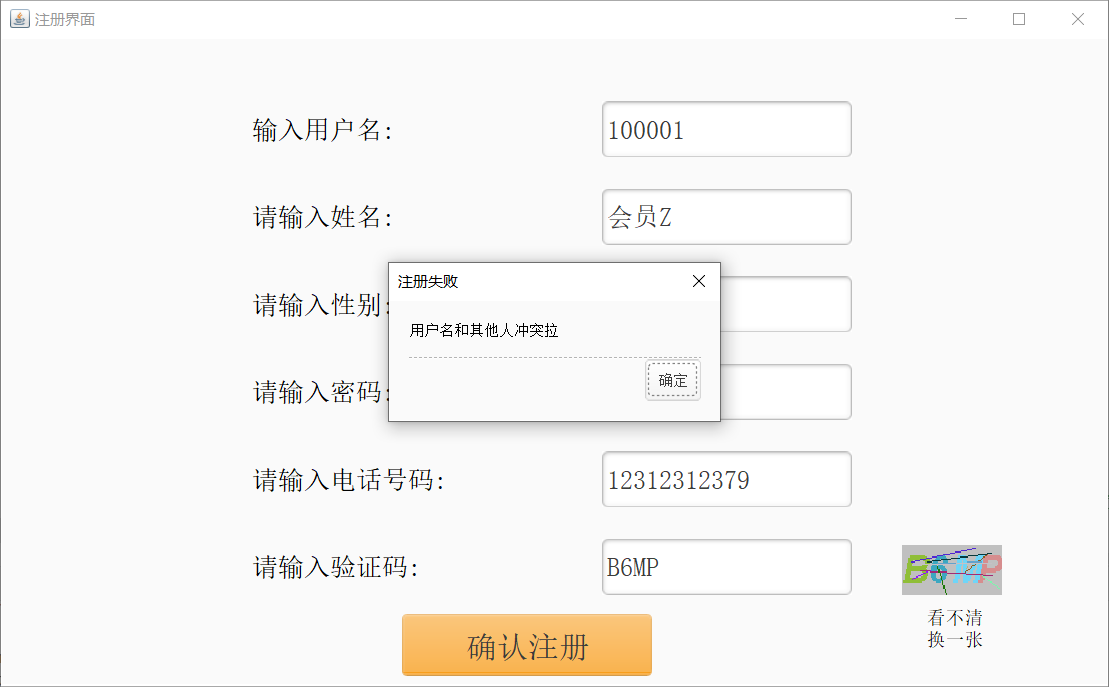 注册界面
输入用户名:
100001
请输入姓名:
会员Z
请输入性别:
注册失败
用户名和其他人冲突拉
确定
请输入密码:
请输入电话号码:
12312312379
请输入验证码:
B6MP
B6MP
看不清
换一张
确认注册